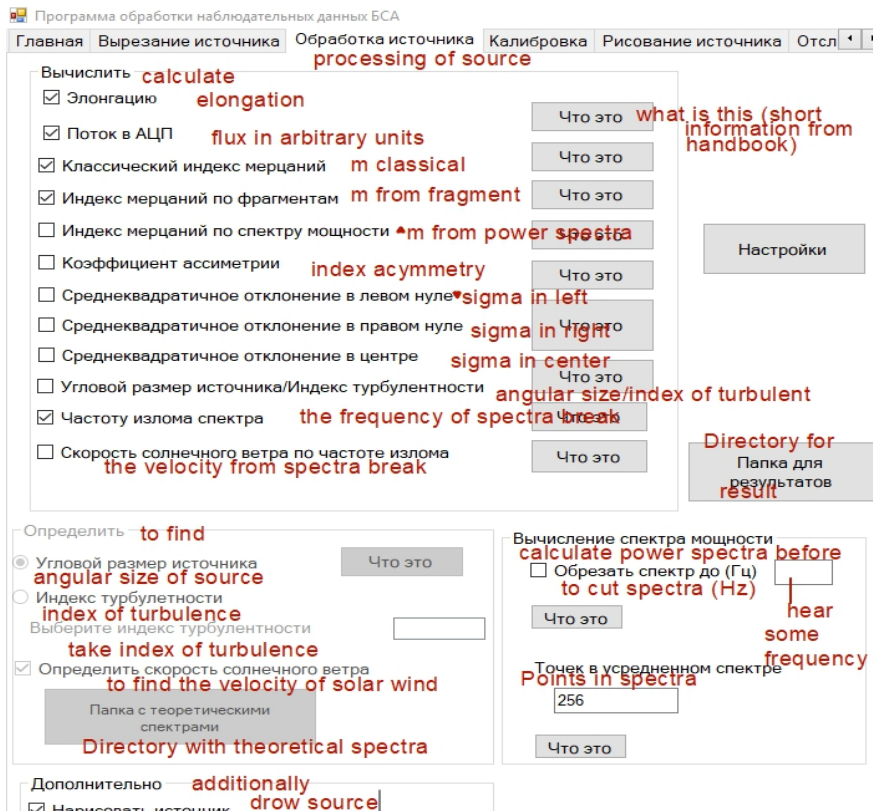 Программа обработки наблюдательных данных БСА
Главная Вырезание источника Обработка источника Калибровка Рисование источника Отсл
processing of source
Вычислить calculate
Элонгацию elongation
Что это what is this (short
information from
handbook)
Поток в АЦП flux in arbitrary units
Что это
Классический индекс мерцаний m classical
Индекс мерцаний по фрагментам m from fragment Что это
Индекс мерцаний по спектру мощности m from power spectra Что это
Настройки
Коэффициент ассиметрии index acymmetry Что это
Среднеквадратичное отклонение в левом нуле sigma in left
Среднеквадратичное отклонение в правом нуле sigma in right Что это
Среднеквадратичное отклонение в центре sigma in center
Что это
Угловой размер источника/Индекс турбулентности angular size/index of turbulent
Частоту излома спектра the frequency of spectra break Что это
Скорость солнечного ветра по частоте излома Что это
the velocity from spectra break
Directory for
Папка для
результатов
result
Определить to find
Угловой размер источника Что это
angular size of source
Индекс турбулетности
index of turbulence
Выберите индекс турбулентности
take index of turbulence
Определить скорость солнечного ветра
to find the velocity of solar wind
Папка с теоретическими
спектрами
Directory with theoretical spectra
Вычисление спектра мощности
calculate power spectra before
Обрезать спектр до (Гц)
to cut spectra (Hz)
near
some
frequency
Что это
Точек в усредненном спектре
Points in spectra
256
Что это
Дополнительно additionally
Нарисовать источник drow source